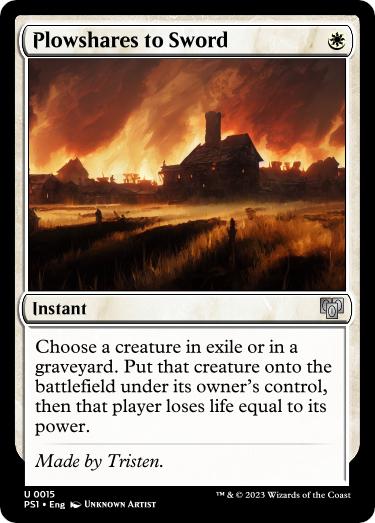 Plowshares to Sword
Instant
Choose a creature in exile or in a
graveyard. Put that creature onto the
battlefield under its owner's control,
then that player loses life equal to its
power.
Made by Tristen.
U 0015
PS1 • Eng Unknown Artist
™ & © 2023 Wizards of the Coast